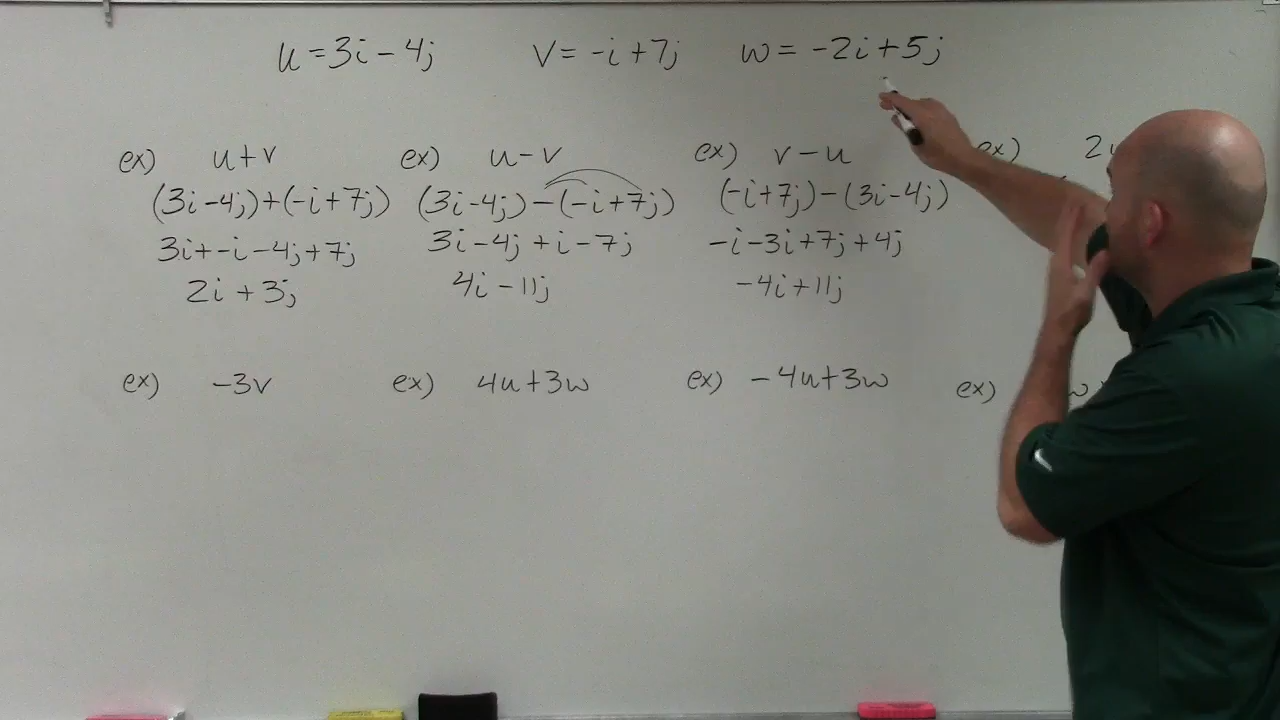 u = 3i - 4j v = -i + 7j w = -2i + 5j
ex) u + v ex) u - v ex) v - u ex) 2
(3i - 4j) + (-i + 7j) (3i - 4j) - (-i + 7j) (-i + 7j) - (3i - 4j)
3i + -i - 4j + 7j 3i - 4j + i - 7j -i - 3i + 7j + 4j
2i + 3j 4i - 11j -4i + 11j
ex) -3v ex) 4u + 3w ex) -4u + 3w ex) w